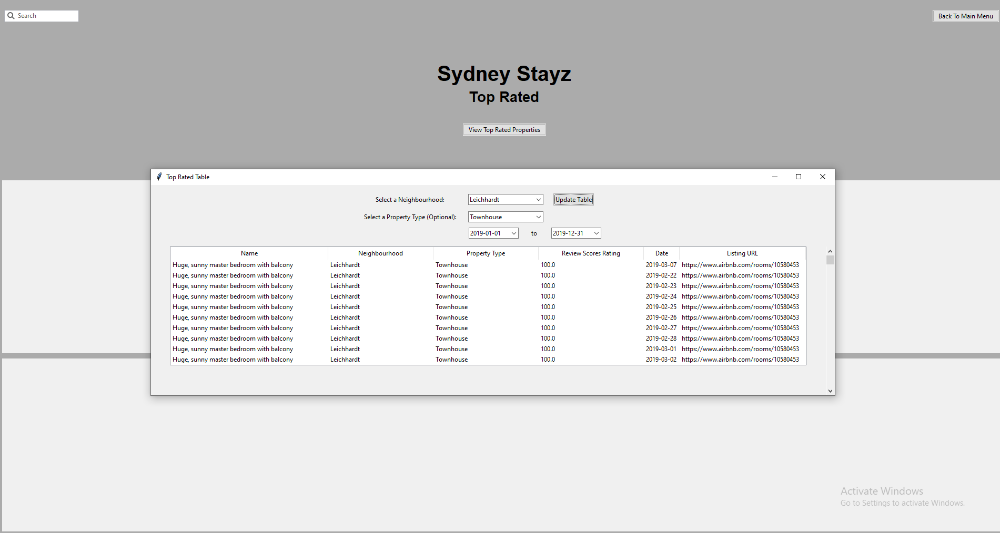 Search
Back To Main Menu
Sydney Stayz
Top Rated
View Top Rated Properties
Top Rated Table
Select a Neighbourhood: Leichhardt Update Table
Select a Property Type (Optional): Townhouse
2019-01-01 to 2019-12-31
Name Neighbourhood Property Type Review Scores Rating Date Listing URL
Huge, sunny master bedroom with balcony Leichhardt Townhouse 100.0 2019-03-07 https://www.airbnb.com/rooms/10580453
Huge, sunny master bedroom with balcony Leichhardt Townhouse 100.0 2019-02-22 https://www.airbnb.com/rooms/10580453
Huge, sunny master bedroom with balcony Leichhardt Townhouse 100.0 2019-02-23 https://www.airbnb.com/rooms/10580453
Huge, sunny master bedroom with balcony Leichhardt Townhouse 100.0 2019-02-24 https://www.airbnb.com/rooms/10580453
Huge, sunny master bedroom with balcony Leichhardt Townhouse 100.0 2019-02-25 https://www.airbnb.com/rooms/10580453
Huge, sunny master bedroom with balcony Leichhardt Townhouse 100.0 2019-02-26 https://www.airbnb.com/rooms/10580453
Huge, sunny master bedroom with balcony Leichhardt Townhouse 100.0 2019-02-27 https://www.airbnb.com/rooms/10580453
Huge, sunny master bedroom with balcony Leichhardt Townhouse 100.0 2019-02-28 https://www.airbnb.com/rooms/10580453
Huge, sunny master bedroom with balcony Leichhardt Townhouse 100.0 2019-03-01 https://www.airbnb.com/rooms/10580453
Huge, sunny master bedroom with balcony Leichhardt Townhouse 100.0 2019-03-02 https://www.airbnb.com/rooms/10580453
Activate Windows
Go to Settings to activate Windows.